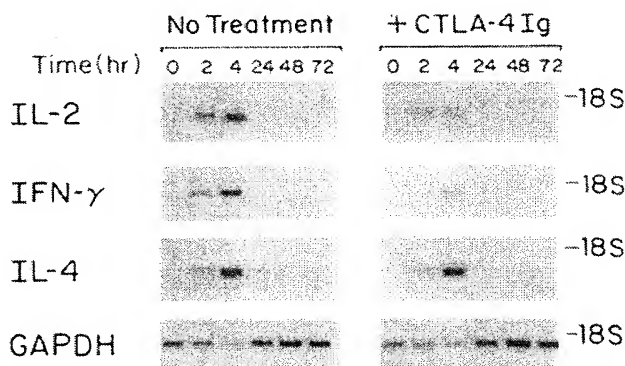 No Treatment + CTLA-4 Ig
Time(hr) 0 2 4 24 48 72 0 2 4 24 48 72
IL-2 -18S
IFN-γ -18S
IL-4 -18S
GAPDH -18S